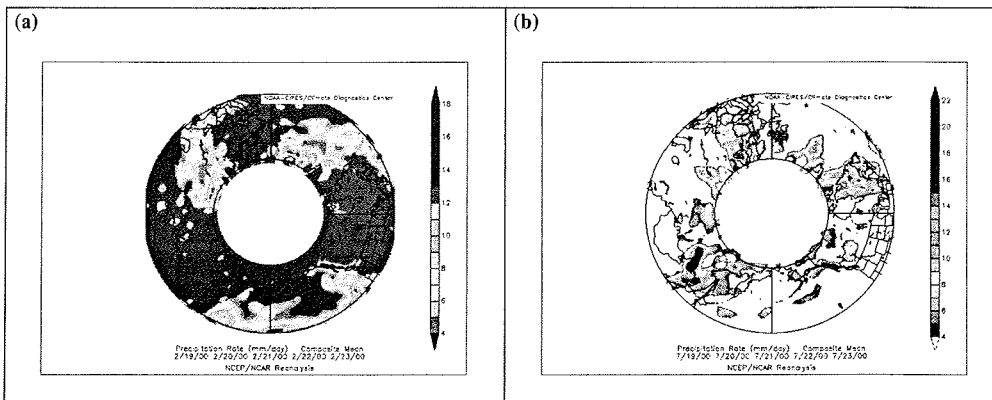 (a)
NOAA-CIRES/Climate Diagnostics Center
18
16
14
12
10
8
7
6
4
Precipitation Rate (mm/day) Composite Mean
2/19/00 2/20/00 2/21/00 2/22/00 2/23/00
NCEP/NCAR Reanalysis
(b)
NOAA-CIRES/Climate Diagnostics Center
22
20
16
14
13
12
10
8
6
4
Precipitation Rate (mm/day) Composite Mean
7/19/00 7/20/00 7/21/00 7/22/00 7/23/00
NCEP/NCAR Reanalysis